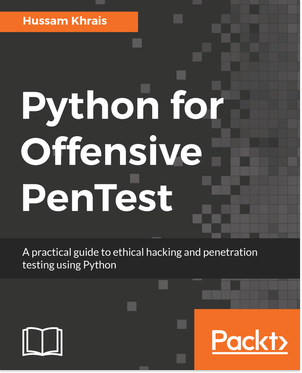 Hussam Khrais
Python for
Offensive
PenTest
A practical guide to ethical hacking and penetration
testing using Python
Packt>